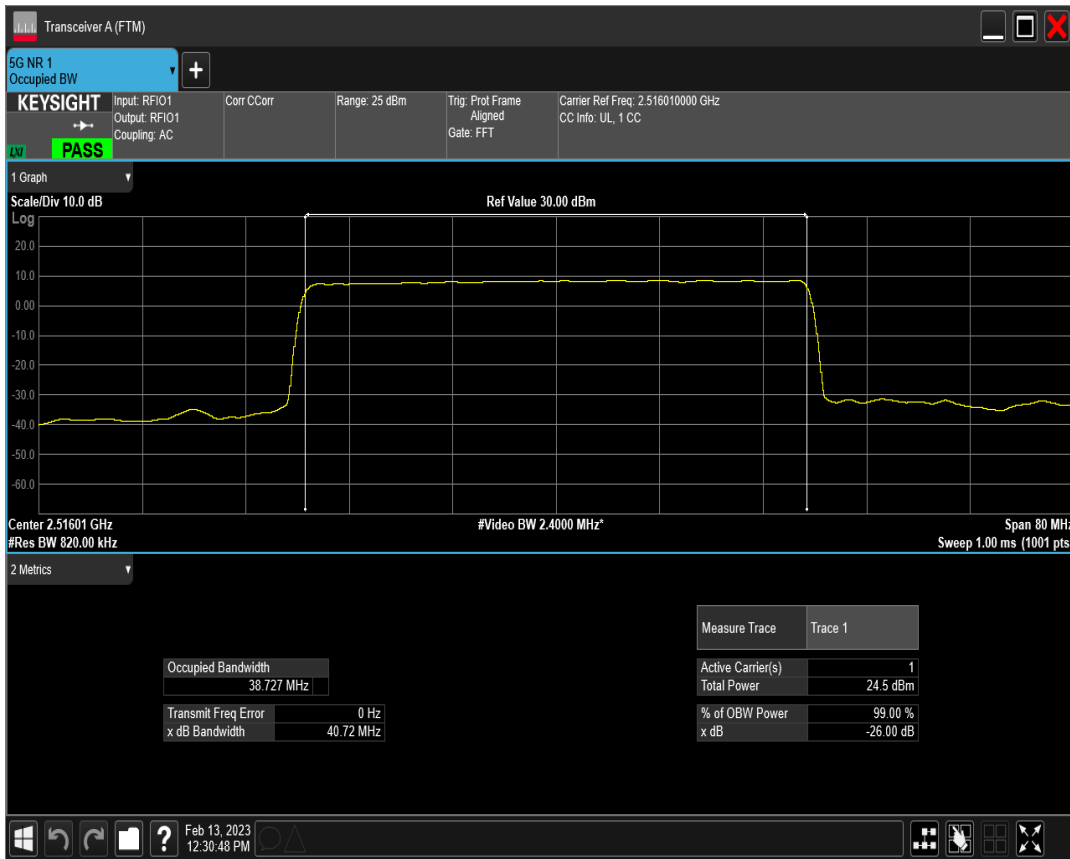 Transceiver A (FTM)
5G NR 1
Occupied BW
+
KEYSIGHT
LXI
PASS
Input: RFIO1
Output: RFIO1
Coupling: AC
Corr CCorr
Range: 25 dBm
Trig: Prot Frame
Aligned
Gate: FFT
Carrier Ref Freq: 2.516010000 GHz
CC Info: UL, 1 CC
1 Graph
Scale/Div 10.0 dB
Ref Value 30.00 dBm
Log
20.0
10.0
0.00
-10.0
-20.0
-30.0
-40.0
-50.0
-60.0
Center 2.51601 GHz
#Video BW 2.4000 MHz*
Span 80 MHz
#Res BW 820.00 kHz
Sweep 1.00 ms (1001 pts
2 Metrics
Measure Trace Trace 1
Occupied Bandwidth
38.727 MHz
Active Carrier(s) 1
Total Power 24.5 dBm
Transmit Freq Error 0 Hz
x dB Bandwidth 40.72 MHz
% of OBW Power 99.00 %
x dB -26.00 dB
?
Feb 13, 2023
12:30:48 PM